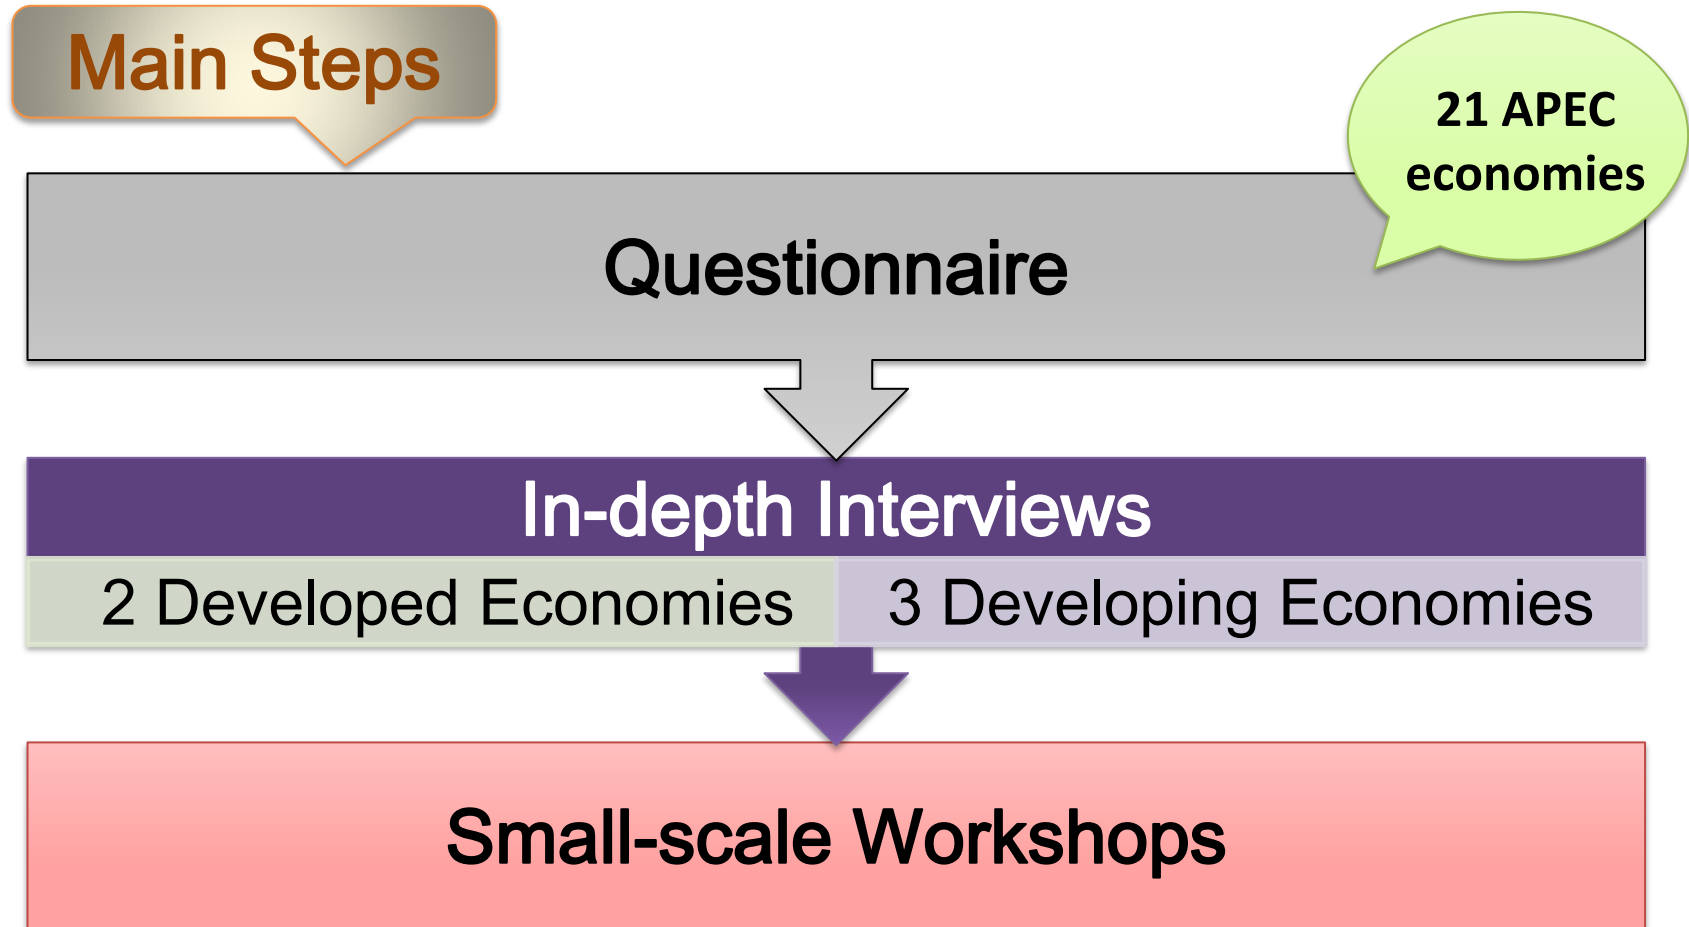 Main Steps
21 APEC
economies
Questionnaire
In-depth Interviews
2 Developed Economies
3 Developing Economies
Small-scale Workshops